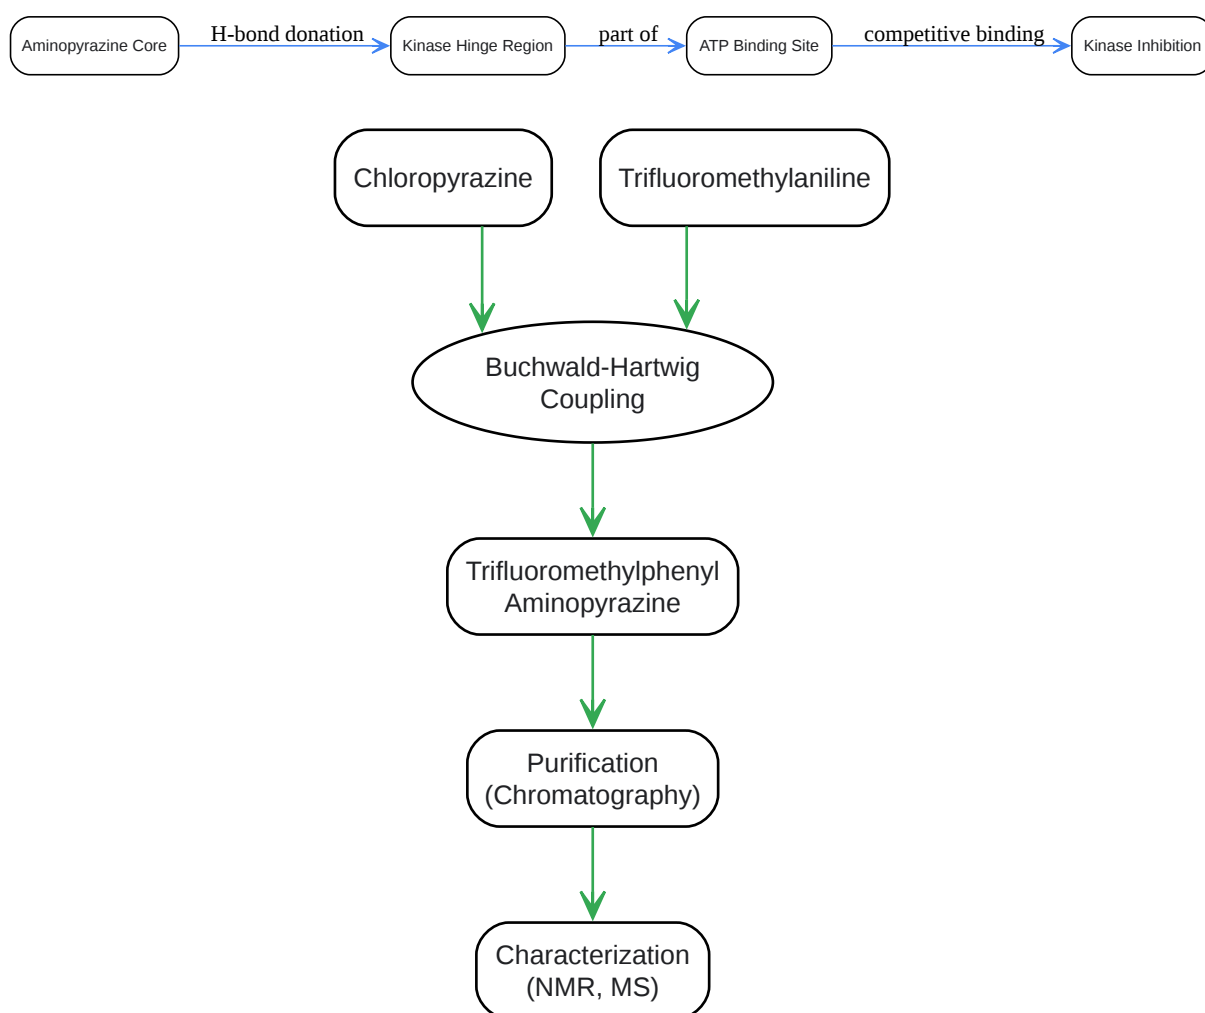 Aminopyrazine Core
H-bond donation
Kinase Hinge Region
part of
ATP Binding Site
competitive binding
Kinase Inhibition
Chloropyrazine
Trifluoromethylaniline
Buchwald-Hartwig
Coupling
Trifluoromethylphenyl
Aminopyrazine
Purification
(Chromatography)
Characterization
(NMR, MS)